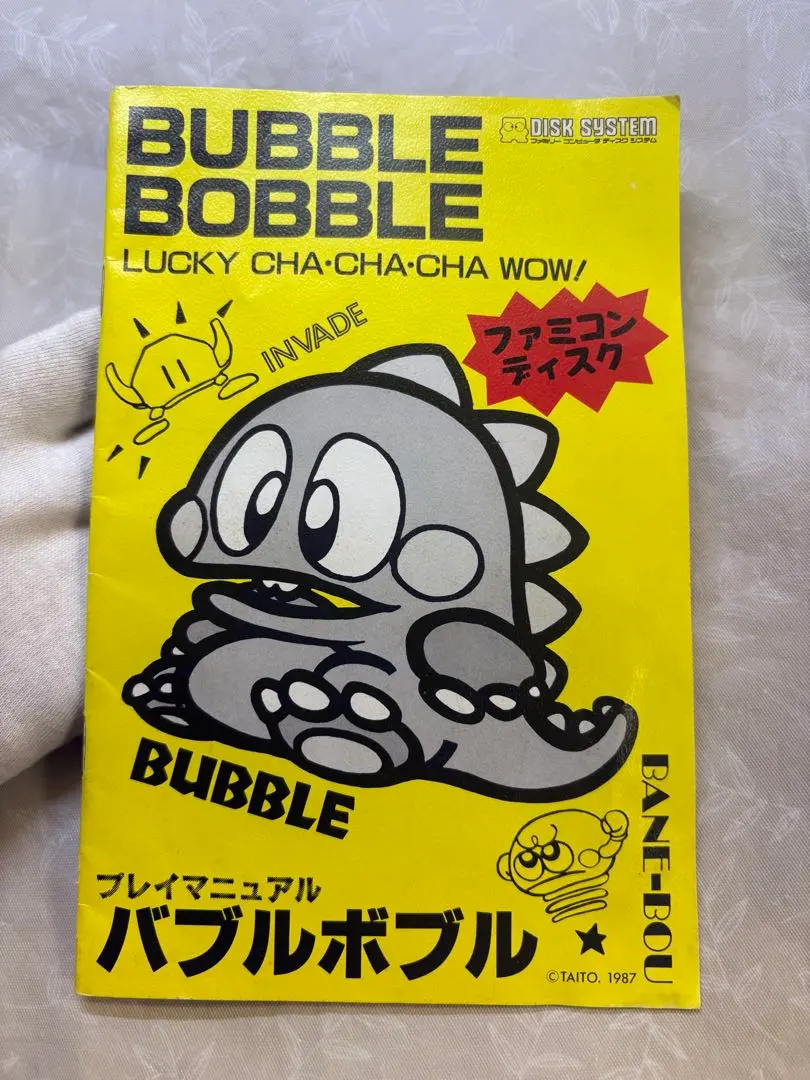 BUBBLE
BOBBLE
DISK SYSTEM
ファミリー コンピュータ ディスク システム
LUCKY CHA·CHA·CHA WOW!
INVADE
ファミコン
ディスク
BUBBLE
BANE-BOU
プレイマニュアル
バブルボブル
©TAITO. 1987